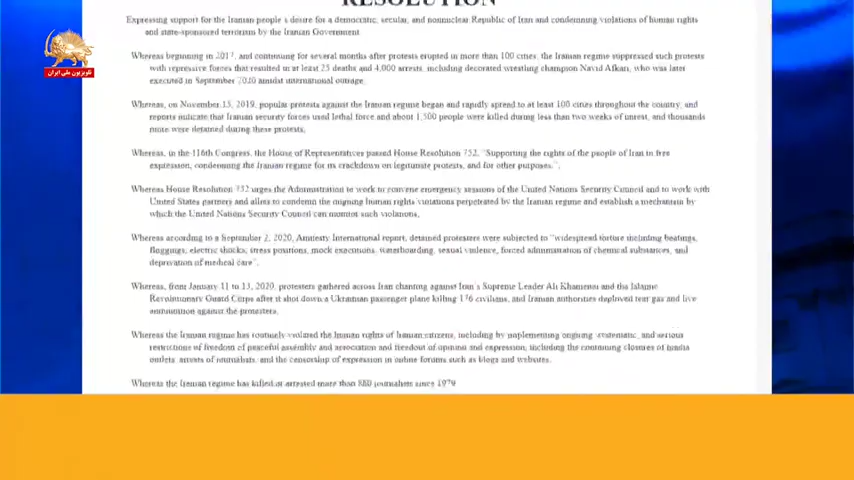 RESOLUTION
تلویزیون ملی ایران
Expressing support for the Iranian people's desire for a democratic, secular, and nonnuclear Republic of Iran and condemning violations of human rights
and state-sponsored terrorism by the Iranian Government
Whereas beginning in 2017, and continuing for several months after protests erupted in more than 100 cities, the Iranian regime suppressed such protests
with repressive forces that resulted in at least 25 deaths and 4,000 arrests, including decorated wrestling champion Navid Afkari, who was later
executed in September 2020 amidst international outrage.
Whereas, on November 15, 2019, popular protests against the Iranian regime began and rapidly spread to at least 100 cities throughout the country, and
reports indicate that Iranian security forces used lethal force and about 1,500 people were killed during less than two weeks of unrest, and thousands
more were detained during these protests.
Whereas, in the 116th Congress, the House of Representatives passed House Resolution 752, "Supporting the rights of the people of Iran to free
expression, condemning the Iranian regime for its crackdown on legitimate protests, and for other purposes.",
Whereas House Resolution 752 urges the Administration to work to convene emergency sessions of the United Nations Security Council and to work with
United States partners and allies to condemn the ongoing human rights violations perpetrated by the Iranian regime and establish a mechanism by
which the United Nations Security Council can monitor such violations.
Whereas according to a September 2, 2020, Amnesty International report, detained protesters were subjected to "widespread torture including beatings,
floggings, electric shocks, stress positions, mock executions, waterboarding, sexual violence, forced administration of chemical substances, and
deprivation of medical care".
Whereas, from January 11 to 13, 2020, protesters gathered across Iran chanting against Iran's Supreme Leader Ali Khamenei and the Islamic
Revolutionary Guard Corps after it shot down a Ukrainian passenger plane killing 176 civilians, and Iranian authorities deployed tear gas and live
ammunition against the protesters.
Whereas the Iranian regime has routinely violated the human rights of Iranian citizens, including by implementing ongoing systematic, and serious
restrictions of freedom of peaceful assembly and association and freedom of opinion and expression, including the continuing closures of media
outlets, arrests of journalists, and the censorship of expression in online forums such as blogs and websites.
Whereas the Iranian regime has killed or arrested more than 860 journalists since 1979